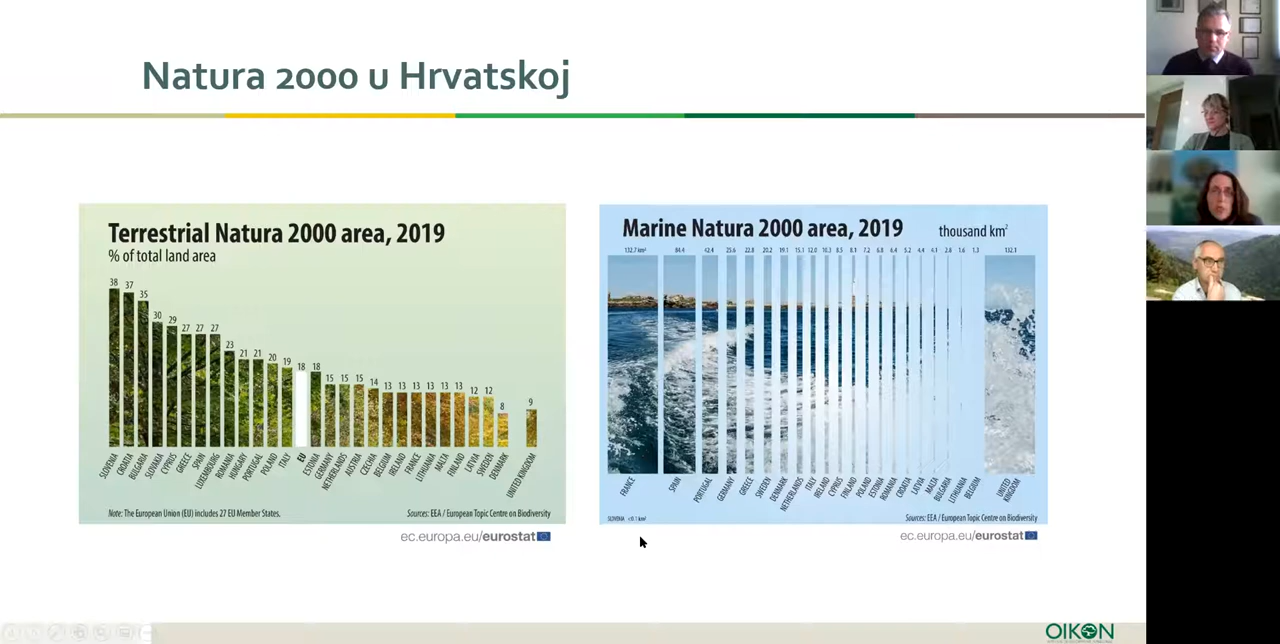 Natura 2000 u Hrvatskoj
Terrestrial Natura 2000 area, 2019
% of total land area
38 37 35 30 29 27 27 27 23 21 21 20 19 18 18 15 15 15 14 13 13 13 13 13 13 12 12 8 9
SLOVENIA CROATIA BULGARIA SLOVAKIA CYPRUS GREECE SPAIN LUXEMBOURG ROMANIA HUNGARY PORTUGAL POLAND ITALY EU ESTONIA GERMANY NETHERLANDS AUSTRIA CZECHIA BELGIUM IRELAND FRANCE LITHUANIA MALTA FINLAND LATVIA SWEDEN DENMARK UNITED KINGDOM
Note: The European Union (EU) includes 27 EU Member States.
Sources: EEA / European Topic Centre on Biodiversity
ec.europa.eu/eurostat
Marine Natura 2000 area, 2019
thousand km²
132.7 km² 84.4 42.4 25.6 22.8 20.2 19.1 15.1 12.0 10.3 8.5 8.1 7.2 6.8 6.4 5.2 4.4 4.1 2.8 1.6 1.3 132.1
FRANCE SPAIN PORTUGAL GERMANY GREECE SWEDEN DENMARK NETHERLANDS ITALY IRELAND CYPRUS FINLAND POLAND ESTONIA ROMANIA CROATIA LATVIA MALTA BULGARIA LITHUANIA BELGIUM UNITED KINGDOM
SLOVENIA <0.1 km²
Sources: EEA / European Topic Centre on Biodiversity
ec.europa.eu/eurostat
OIKON